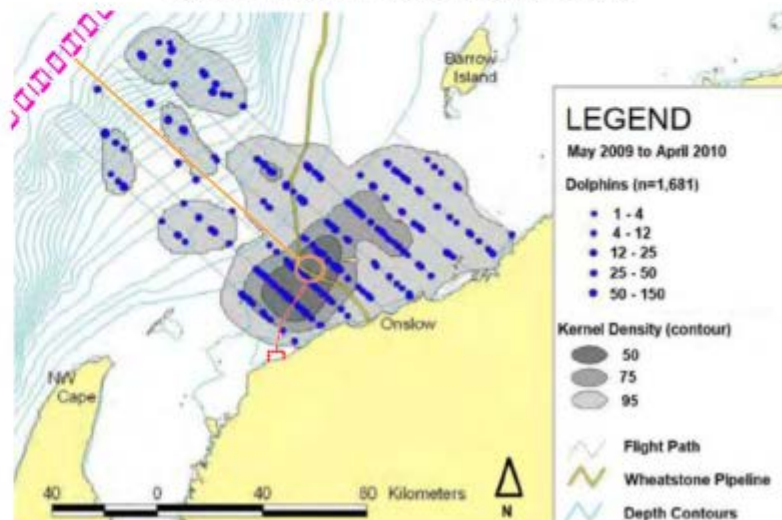 Barrow
Island
NW
Cape
Onslow
40 0 40 80 Kilometers
N
LEGEND
May 2009 to April 2010
Dolphins (n=1,681)
1 - 4
4 - 12
12 - 25
25 - 50
50 - 150
Kernel Density (contour)
50
75
95
Flight Path
Wheatstone Pipeline
Depth Contours